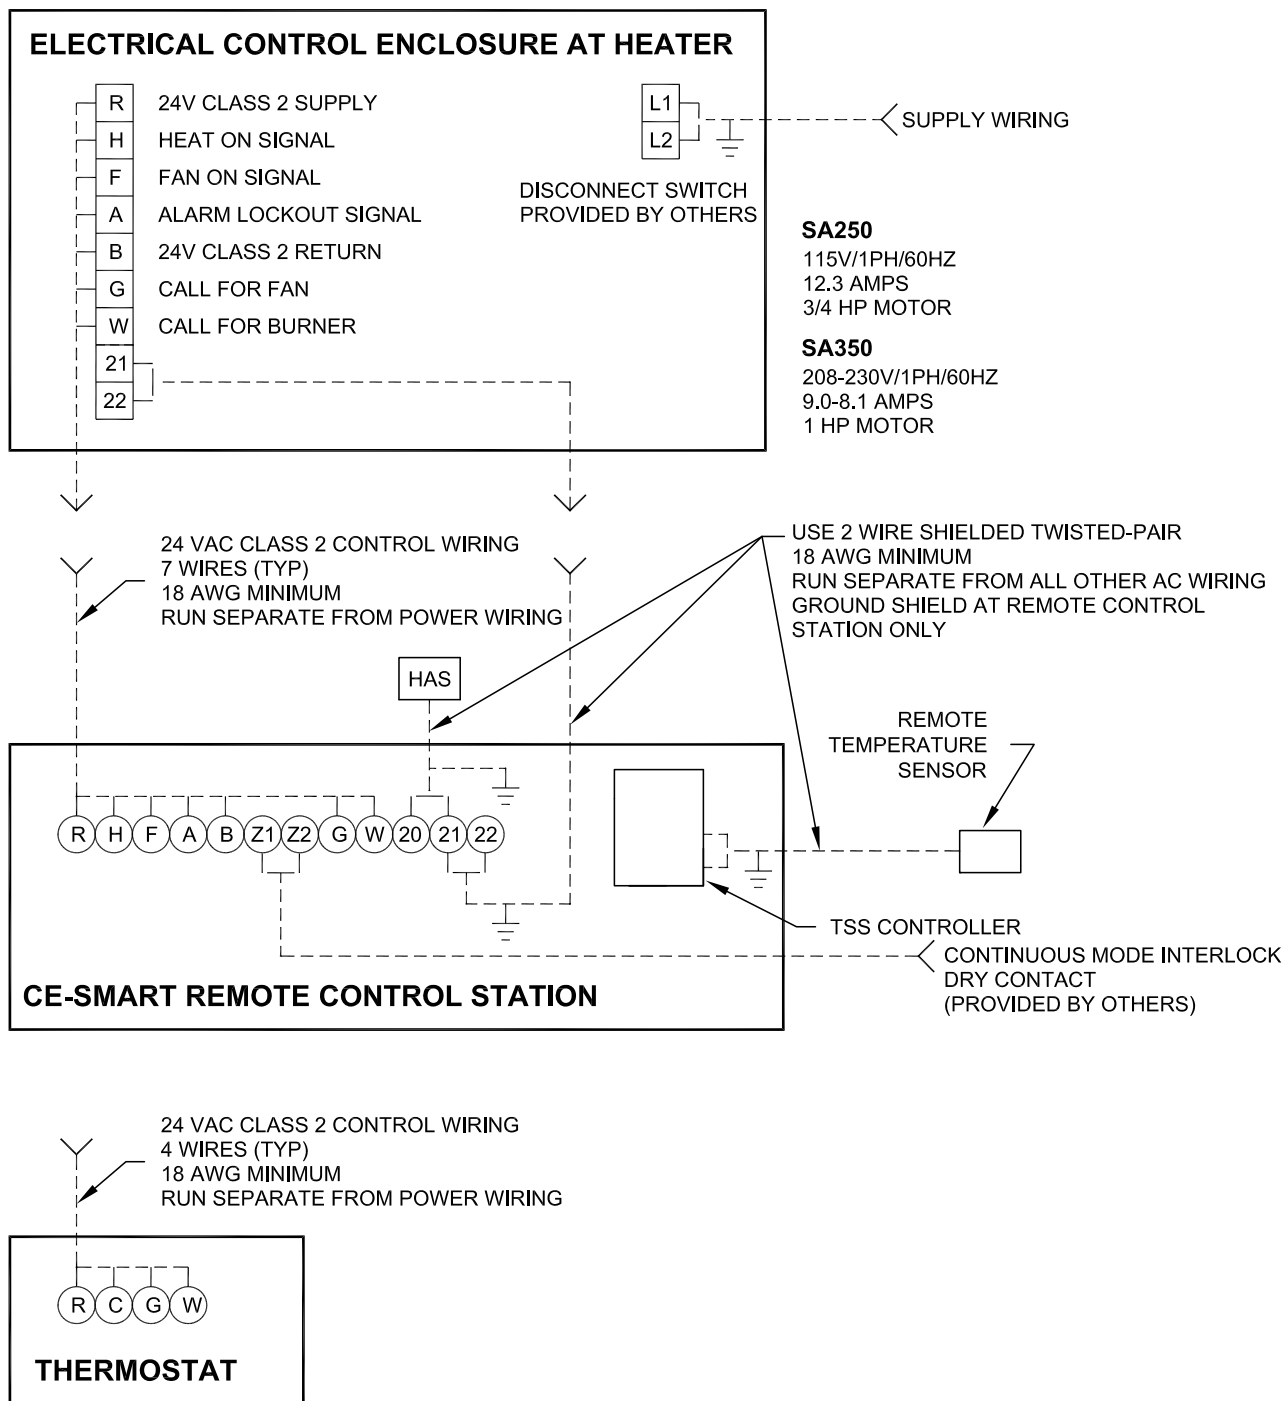 ELECTRICAL CONTROL ENCLOSURE AT HEATER
R 24V CLASS 2 SUPPLY
H HEAT ON SIGNAL
F FAN ON SIGNAL
A ALARM LOCKOUT SIGNAL
B 24V CLASS 2 RETURN
G CALL FOR FAN
W CALL FOR BURNER
21
22
L1
L2
SUPPLY WIRING
DISCONNECT SWITCH
PROVIDED BY OTHERS
SA250
115V/1PH/60HZ
12.3 AMPS
3/4 HP MOTOR
SA350
208-230V/1PH/60HZ
9.0-8.1 AMPS
1 HP MOTOR
24 VAC CLASS 2 CONTROL WIRING
7 WIRES (TYP)
18 AWG MINIMUM
RUN SEPARATE FROM POWER WIRING
USE 2 WIRE SHIELDED TWISTED-PAIR
18 AWG MINIMUM
RUN SEPARATE FROM ALL OTHER AC WIRING
GROUND SHIELD AT REMOTE CONTROL
STATION ONLY
HAS
REMOTE
TEMPERATURE
SENSOR
R H F A B Z1 Z2 G W 20 21 22
TSS CONTROLLER
CONTINUOUS MODE INTERLOCK
DRY CONTACT
(PROVIDED BY OTHERS)
CE-SMART REMOTE CONTROL STATION
24 VAC CLASS 2 CONTROL WIRING
4 WIRES (TYP)
18 AWG MINIMUM
RUN SEPARATE FROM POWER WIRING
R C G W
THERMOSTAT